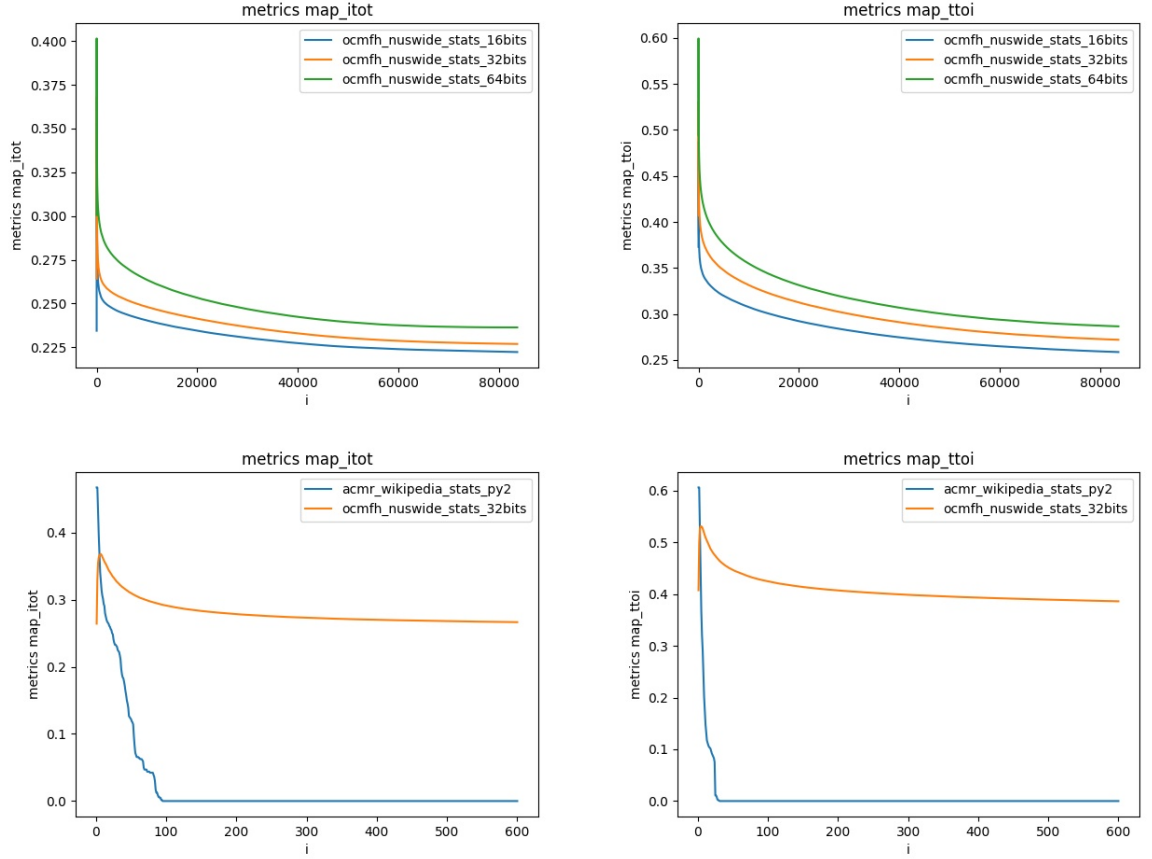 metrics map_itot
metrics map_itot
0.400
0.375
0.350
0.325
0.300
0.275
0.250
0.225
ocmfh_nuswide_stats_16bits
ocmfh_nuswide_stats_32bits
ocmfh_nuswide_stats_64bits
0 20000 40000 60000 80000
i
metrics map_ttoi
metrics map_ttoi
0.60
0.55
0.50
0.45
0.40
0.35
0.30
0.25
ocmfh_nuswide_stats_16bits
ocmfh_nuswide_stats_32bits
ocmfh_nuswide_stats_64bits
0 20000 40000 60000 80000
i
metrics map_itot
metrics map_itot
0.4
0.3
0.2
0.1
0.0
acmr_wikipedia_stats_py2
ocmfh_nuswide_stats_32bits
0 100 200 300 400 500 600
i
metrics map_ttoi
metrics map_ttoi
0.6
0.5
0.4
0.3
0.2
0.1
0.0
acmr_wikipedia_stats_py2
ocmfh_nuswide_stats_32bits
0 100 200 300 400 500 600
i